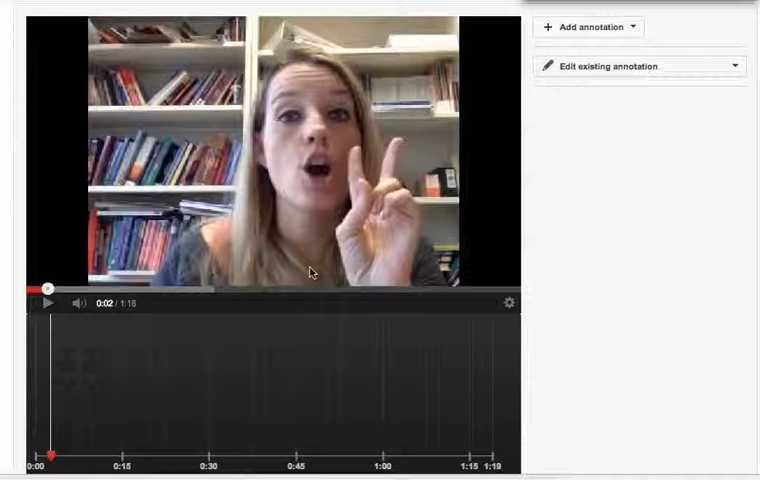 Add annotation
Edit existing annotation
0:02 / 1:18
0:00 0:15 0:30 0:45 1:00 1:15 1:19